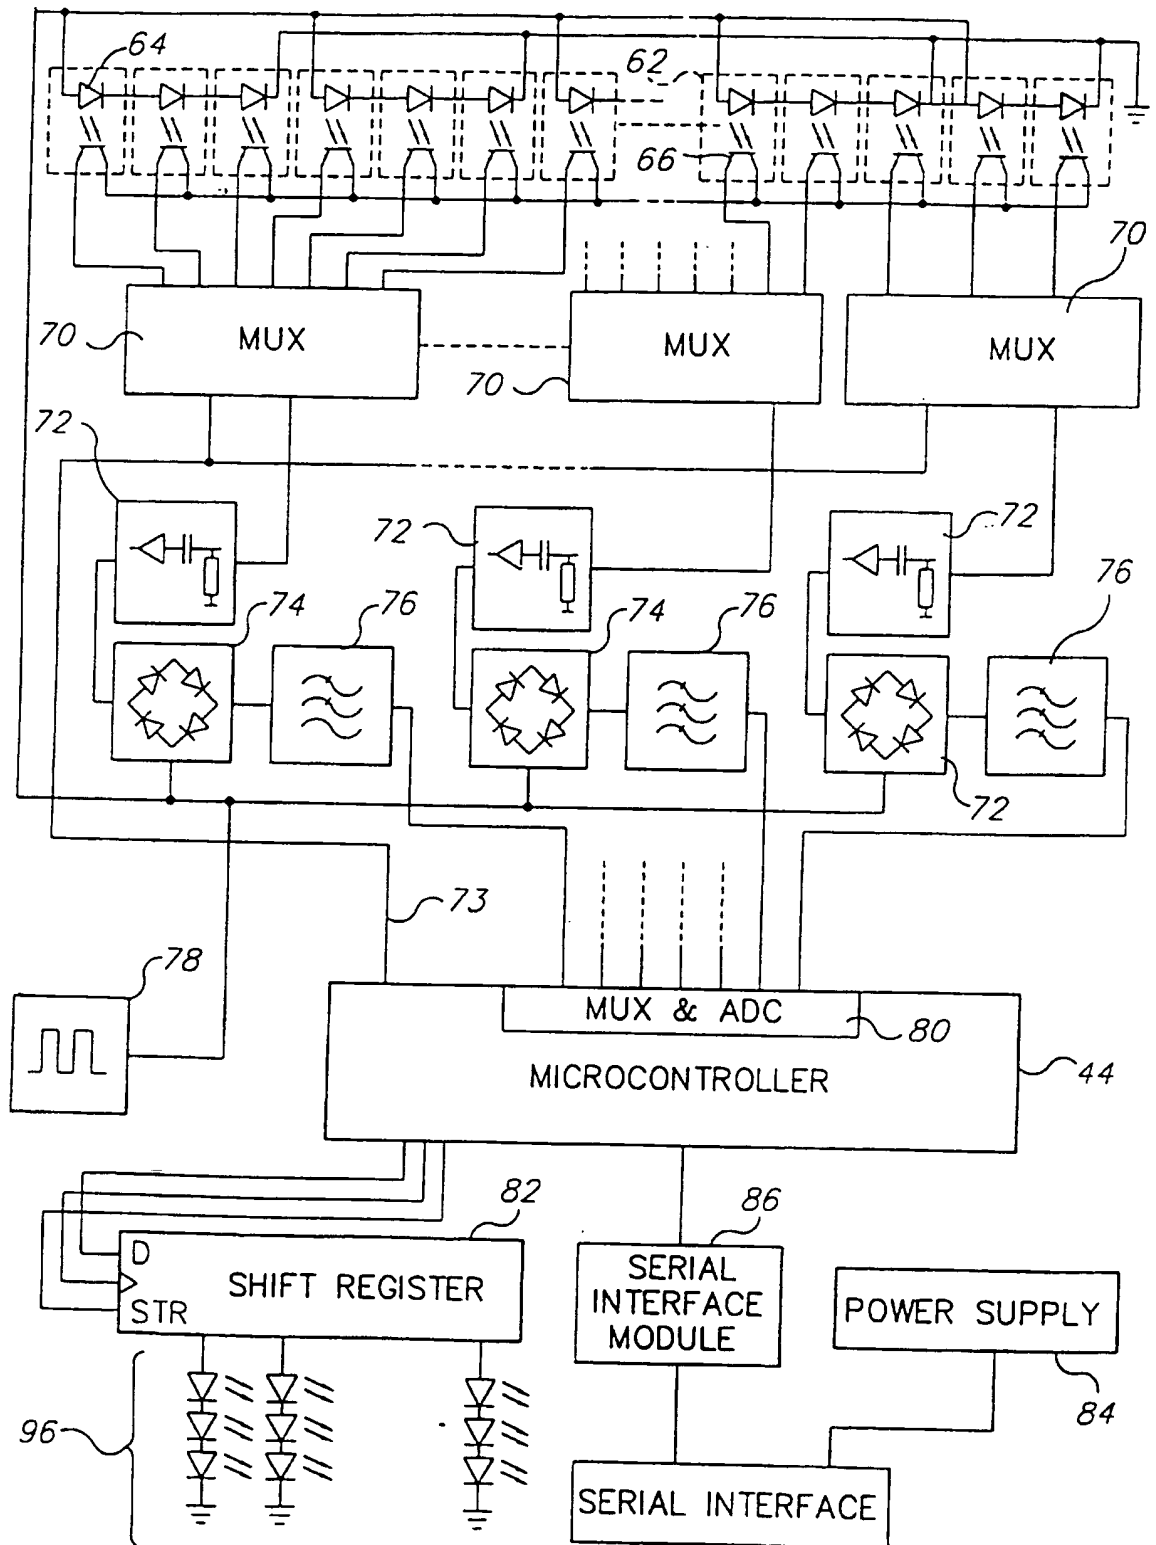 64
62
66
70
MUX
70
MUX
70
MUX
72
72
72
74
76
74
76
76
72
73
78
MUX & ADC
80
MICROCONTROLLER
44
82
D
SHIFT REGISTER
STR
86
SERIAL
INTERFACE
MODULE
POWER SUPPLY
84
96
SERIAL INTERFACE